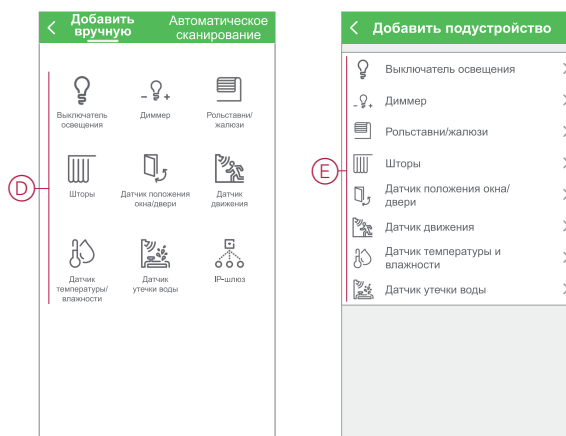 Добавить
вручную
Автоматическое
сканирование
Выключатель
освещения
Диммер
Рольставни/
жалюзи
Шторы
Датчик положения
окна/двери
Датчик
движения
Датчик
температуры/
влажности
Датчик
утечки воды
IP-шлюз
D
Добавить подустройство
Выключатель освещения
Диммер
Рольставни/жалюзи
Шторы
Датчик положения окна/
двери
Датчик движения
Датчик температуры и
влажности
Датчик утечки воды
E